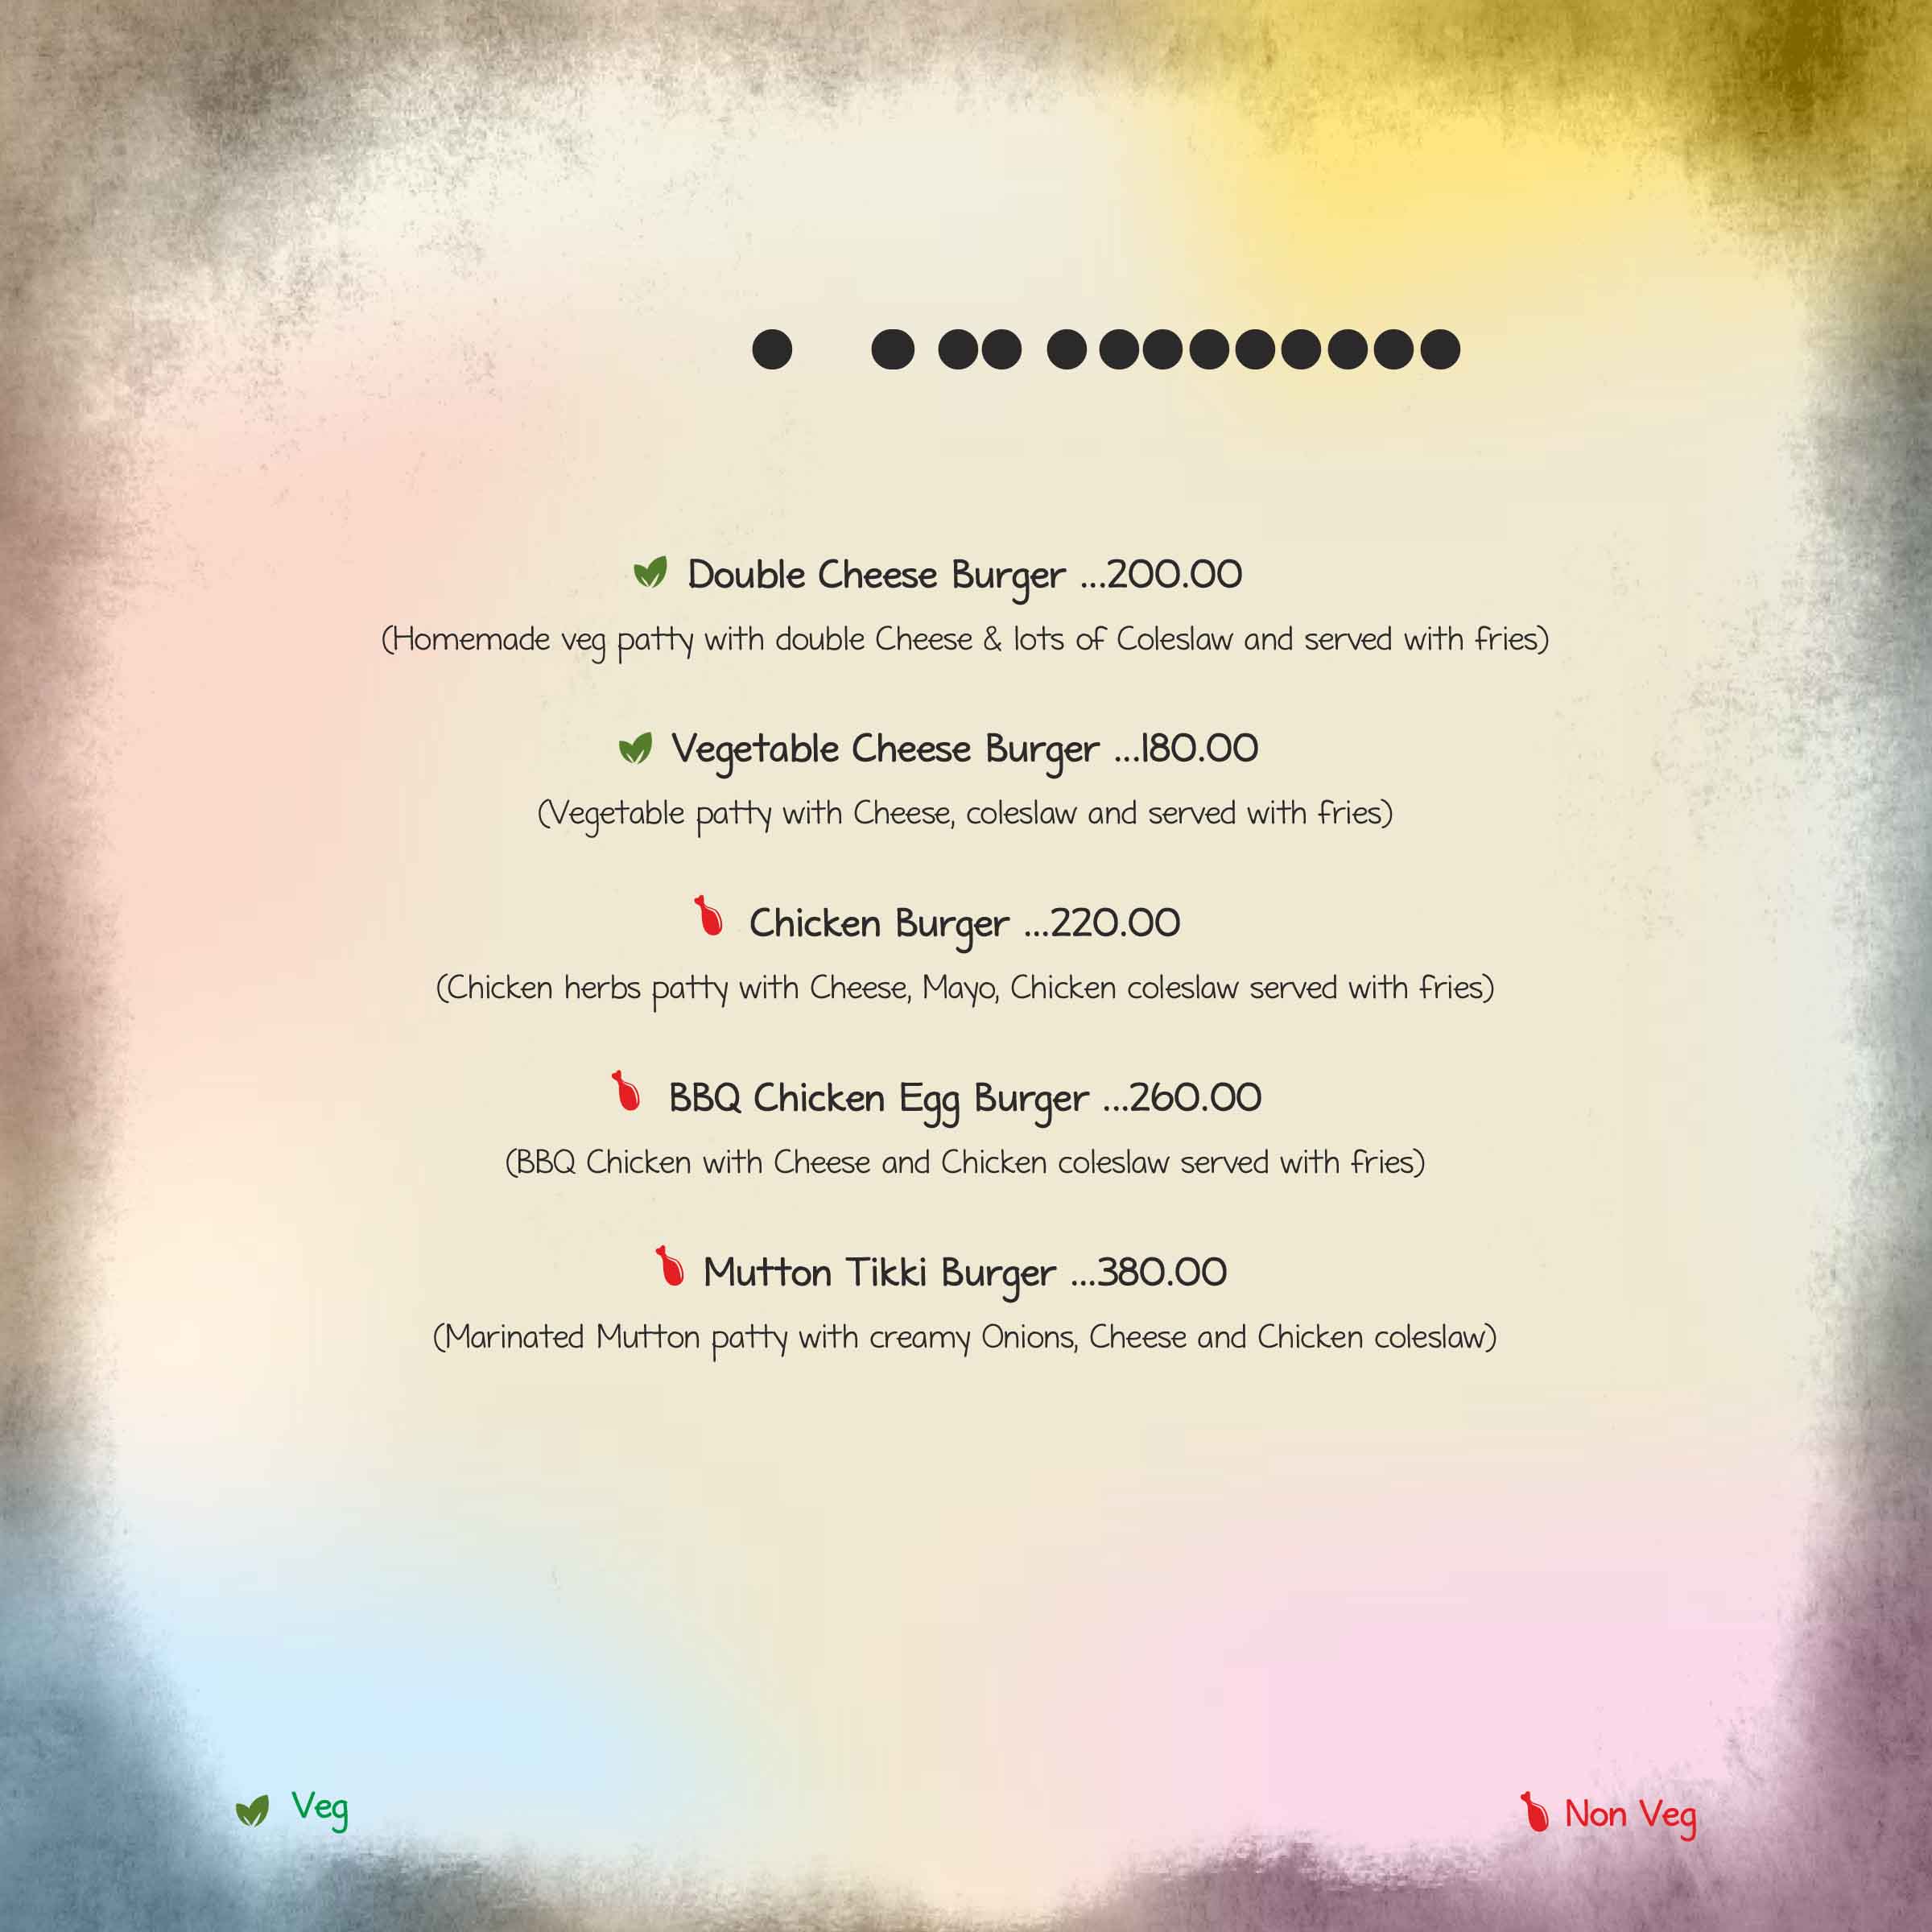 Double Cheese Burger ...200.00
(Homemade veg patty with double Cheese & lots of Coleslaw and served with fries)
Vegetable Cheese Burger ...180.00
(Vegetable patty with Cheese, coleslaw and served with fries)
Chicken Burger ...220.00
(Chicken herbs patty with Cheese, Mayo, Chicken coleslaw served with fries)
BBQ Chicken Egg Burger ...260.00
(BBQ Chicken with Cheese and Chicken coleslaw served with fries)
Mutton Tikki Burger ...380.00
(Marinated Mutton patty with creamy Onions, Cheese and Chicken coleslaw)
Veg
Non Veg